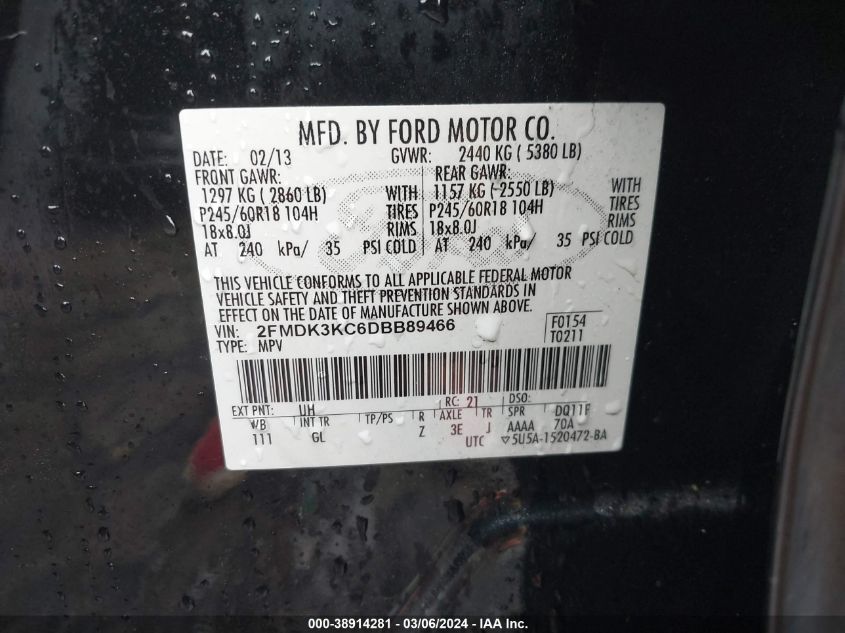 MFD. BY FORD MOTOR CO.
DATE: 02/13 GVWR: 2440 KG ( 5380 LB)
FRONT GAWR: REAR GAWR:
1297 KG ( 2860 LB) WITH 1157 KG ( 2550 LB) WITH
P245/60R18 104H TIRES P245/60R18 104H TIRES
18x8.0J RIMS 18x8.0J RIMS
AT 240 kPa/ 35 PSI COLD AT 240 kPa/ 35 PSI COLD
THIS VEHICLE CONFORMS TO ALL APPLICABLE FEDERAL MOTOR
VEHICLE SAFETY AND THEFT PREVENTION STANDARDS IN
EFFECT ON THE DATE OF MANUFACTURE SHOWN ABOVE.
VIN: 2FMDK3KC6DBB89466 F0154
TYPE: MPV T0211
EXT PNT: UH RC: 21 DSO:
WB INT TR TP/PS R AXLE TR SPR DQ11F
111 GL Z 3E J AAAA 70A
UTC ▽5U5A-1520472-BA
000-38914281 - 03/06/2024 - IAA Inc.